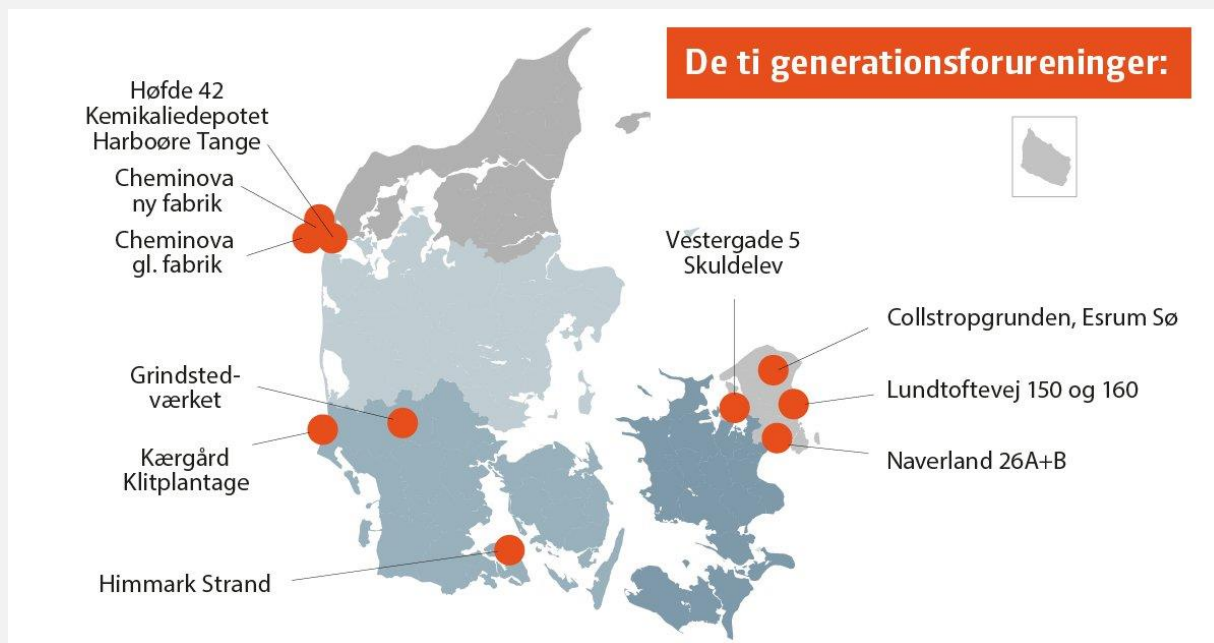 De ti generationsforureninger:
Høfde 42
Kemikaliedepotet
Harboøre Tange
Cheminova
ny fabrik
Cheminova
gl. fabrik
Vestergade 5
Skuldelev
Collstropgrunden, Esrum Sø
Lundtoftevej 150 og 160
Naverland 26A+B
Grindsted-
værket
Kærgård
Klitplantage
Himmark Strand